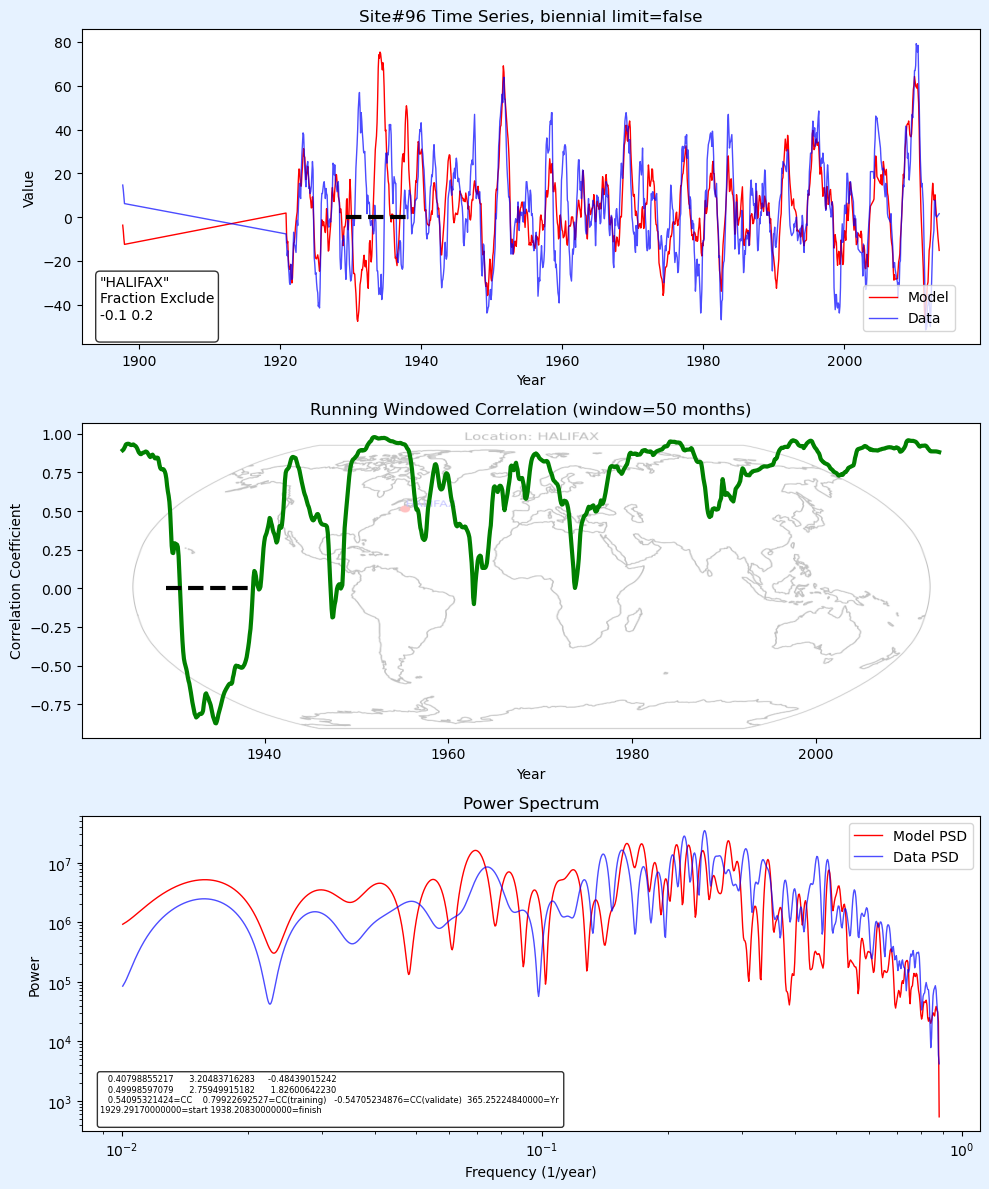 Site#96 Time Series, biennial limit=false
80
60
40
20
0
−20
−40
Value
"HALIFAX"
Fraction Exclude
-0.1 0.2
Model
Data
1900
1920
1940
1960
1980
2000
Year
Running Windowed Correlation (window=50 months)
Location: HALIFAX
1.00
0.75
0.50
0.25
0.00
−0.25
−0.50
−0.75
Correlation Coefficient
1940
1960
1980
2000
Year
Power Spectrum
Model PSD
Data PSD
10^7
10^6
10^5
10^4
10^3
Power
0.40798855217 3.20483716283 -0.48439015242
0.49998597079 2.75949915182 1.82600642230
0.54095321424=CC 0.79922692527=CC(training) -0.54705234876=CC(validate) 365.25224840000=Yr
1929.29170000000=start 1938.20830000000=finish
10^−2
10^−1
10^0
Frequency (1/year)